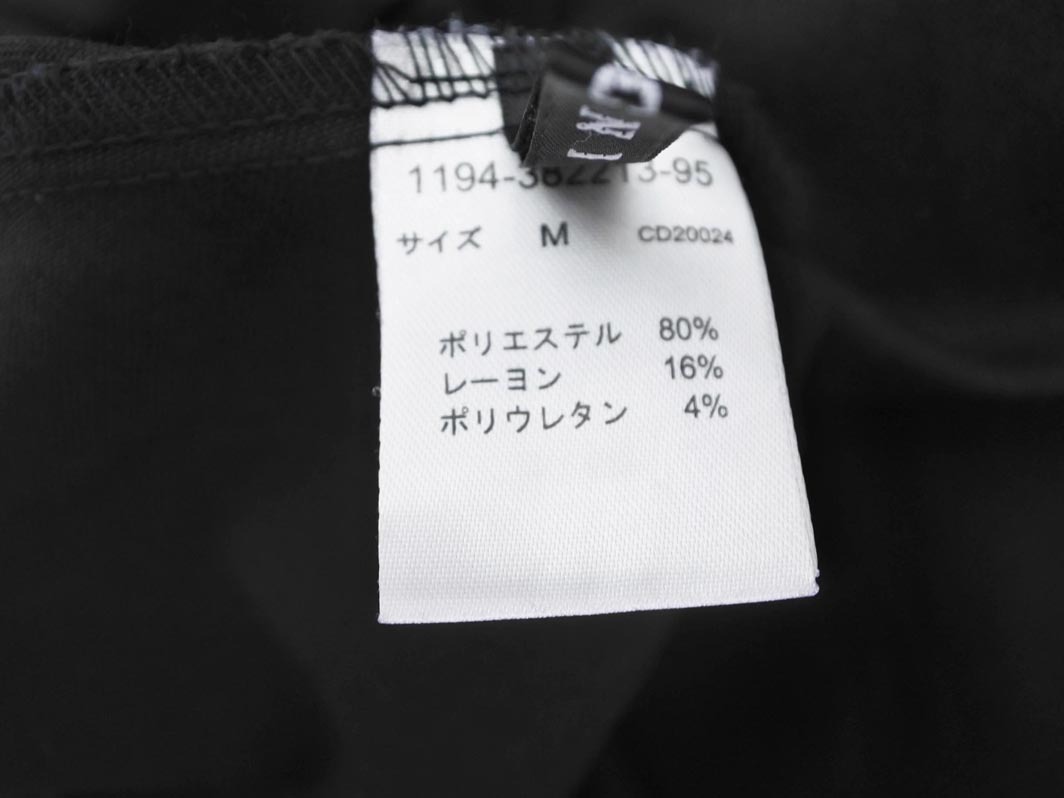 1194-382213-95
サイズ M CD20024
ポリエステル 80%
レーヨン 16%
ポリウレタン 4%